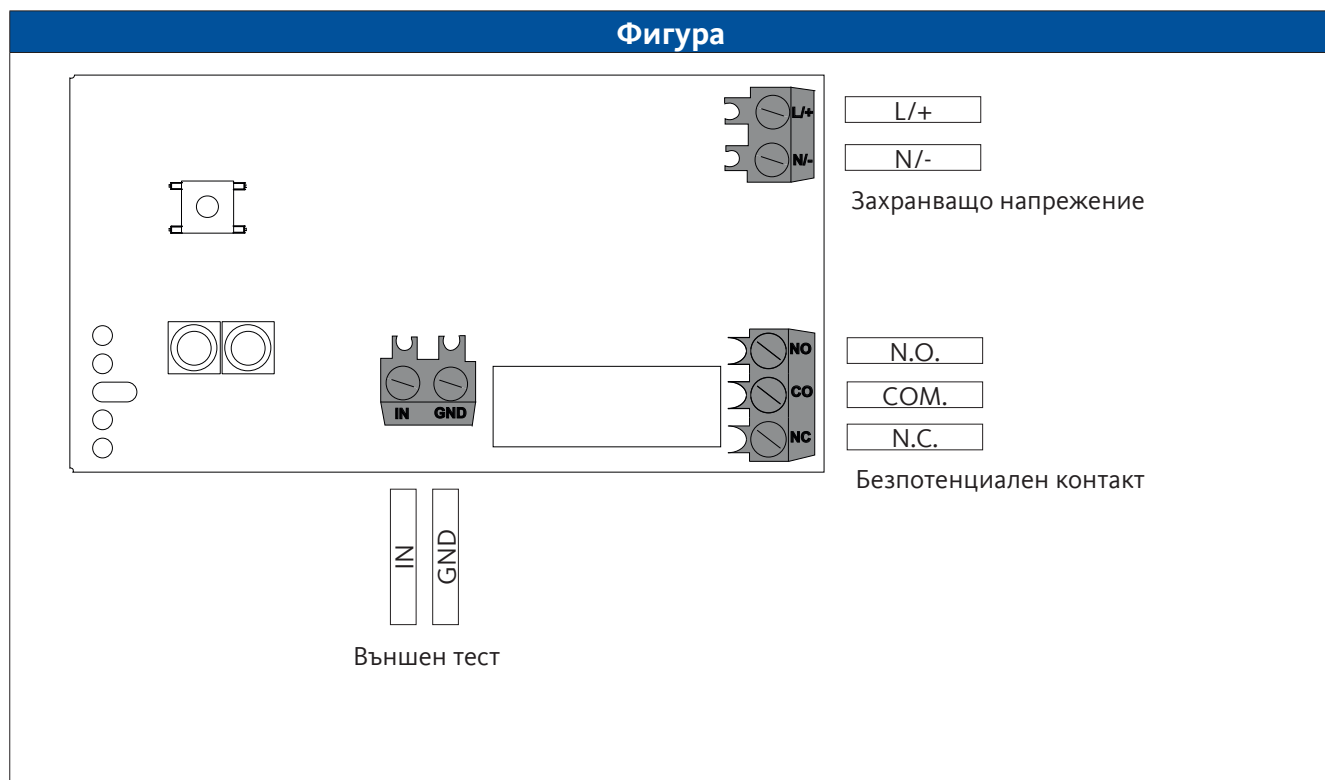 Фигура
L/+ L/+
N/- N/-
Захранващо напрежение
NO N.O.
CO COM.
NC N.C.
IN GND
Безпотенциален контакт
IN GND
Външен тест